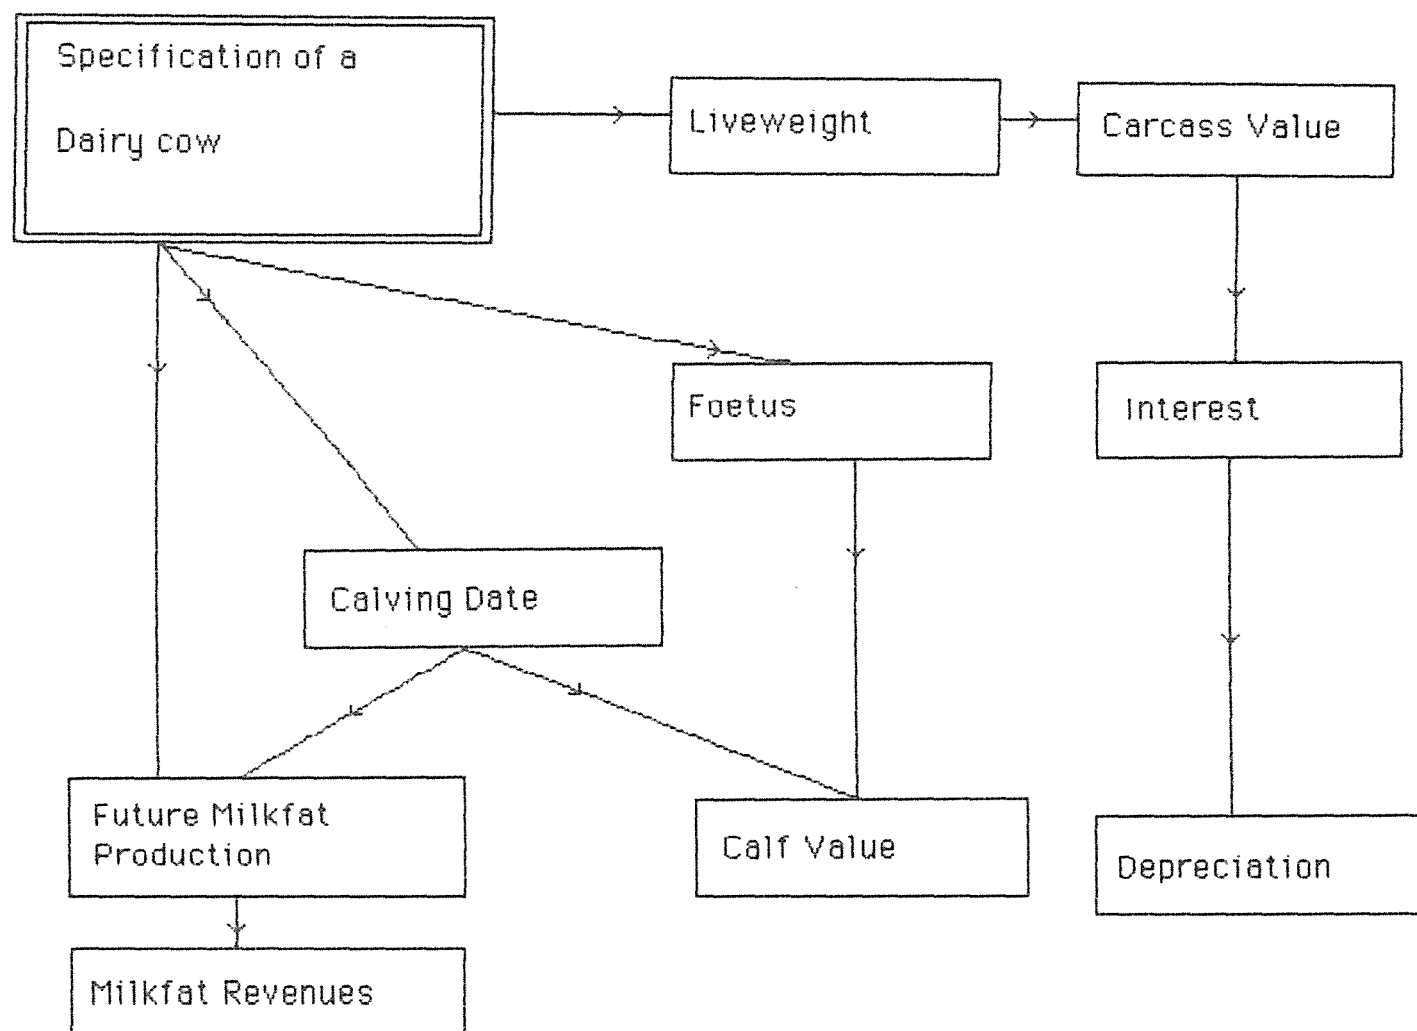 Specification of a
Dairy cow
Liveweight
Carcass Value
Foetus
Interest
Calving Date
Future Milkfat
Production
Calf Value
Depreciation
Milkfat Revenues